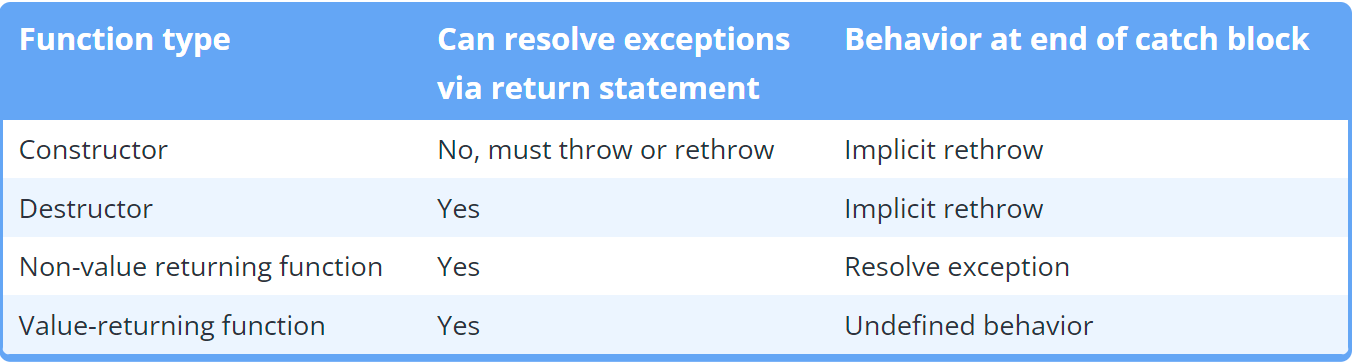 Function type Can resolve exceptions Behavior at end of catch block
via return statement
Constructor No, must throw or rethrow Implicit rethrow
Destructor Yes Implicit rethrow
Non-value returning function Yes Resolve exception
Value-returning function Yes Undefined behavior